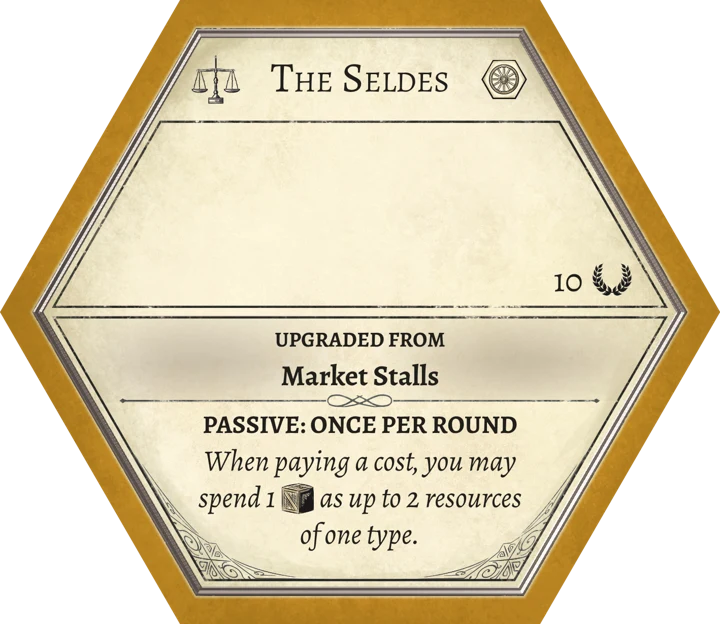 The Seldes
10
UPGRADED FROM
Market Stalls
PASSIVE: ONCE PER ROUND
When paying a cost, you may
spend 1 as up to 2 resources
of one type.